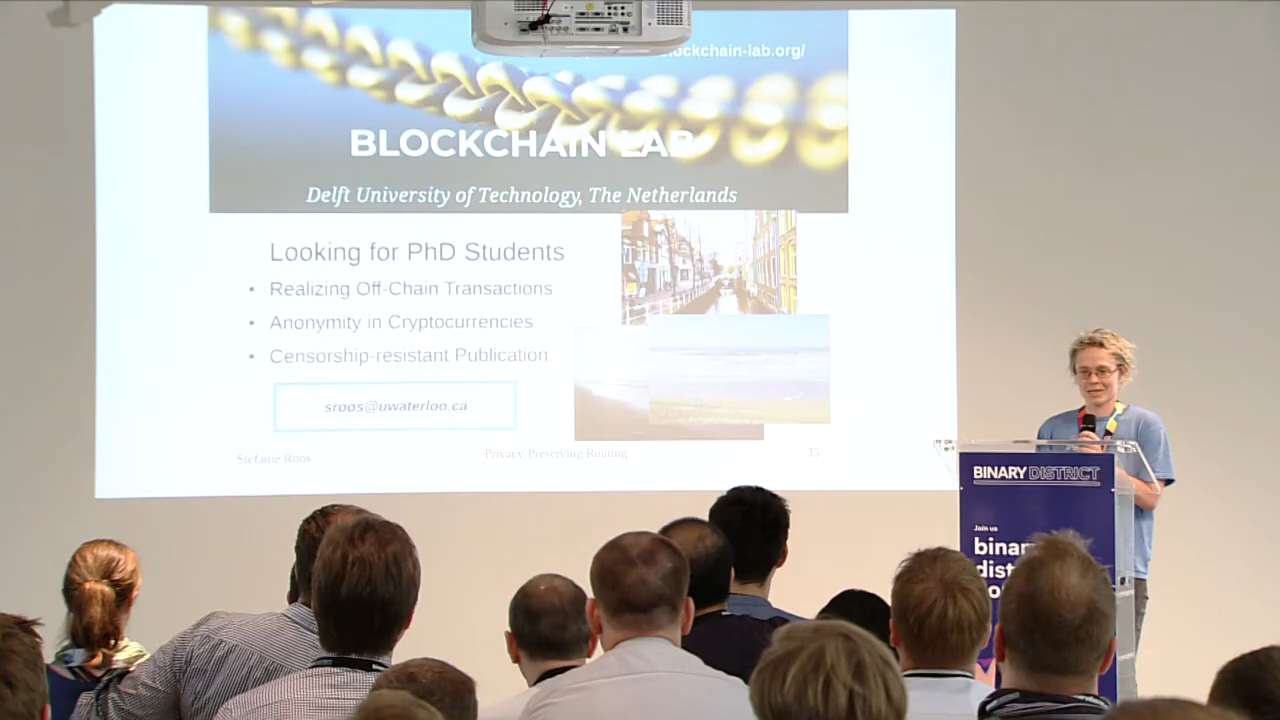 ockchain-lab.org/
BLOCKCHAIN LAB
Delft University of Technology, The Netherlands
Looking for PhD Students
• Realizing Off-Chain Transactions
• Anonymity in Cryptocurrencies
• Censorship-resistant Publication
sroos@uwaterloo.ca
Stefanie Roos
Privacy-Preserving Routing
35
BINARY DISTRICT
Join us
binar
dist